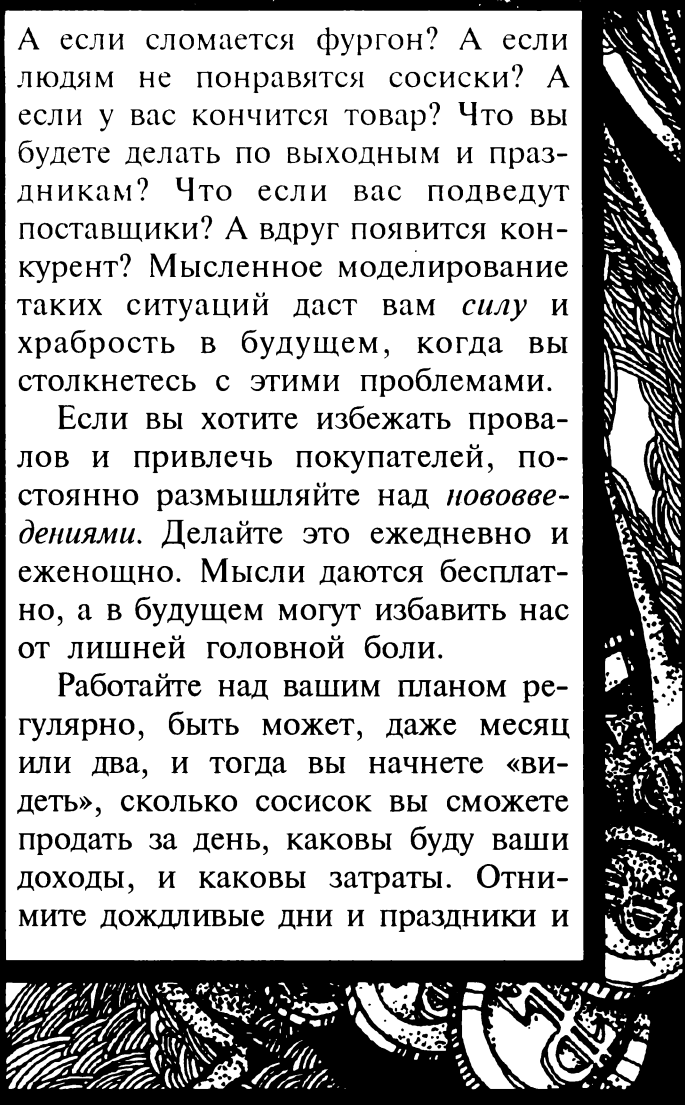 А если сломается фургон? А если
людям не понравятся сосиски? А
если у вас кончится товар? Что вы
будете делать по выходным и праз-
дникам? Что если вас подведут
поставщики? А вдруг появится кон-
курент? Мысленное моделирование
таких ситуаций даст вам силу и
храбрость в будущем, когда вы
столкнетесь с этими проблемами.
Если вы хотите избежать прова-
лов и привлечь покупателей, по-
стоянно размышляйте над нововве-
дениями. Делайте это ежедневно и
еженощно. Мысли даются бесплат-
но, а в будущем могут избавить нас
от лишней головной боли.
Работайте над вашим планом ре-
гулярно, быть может, даже месяц
или два, и тогда вы начнете «ви-
деть», сколько сосисок вы сможете
продать за день, каковы буду ваши
доходы, и каковы затраты. Отни-
мите дождливые дни и праздники и